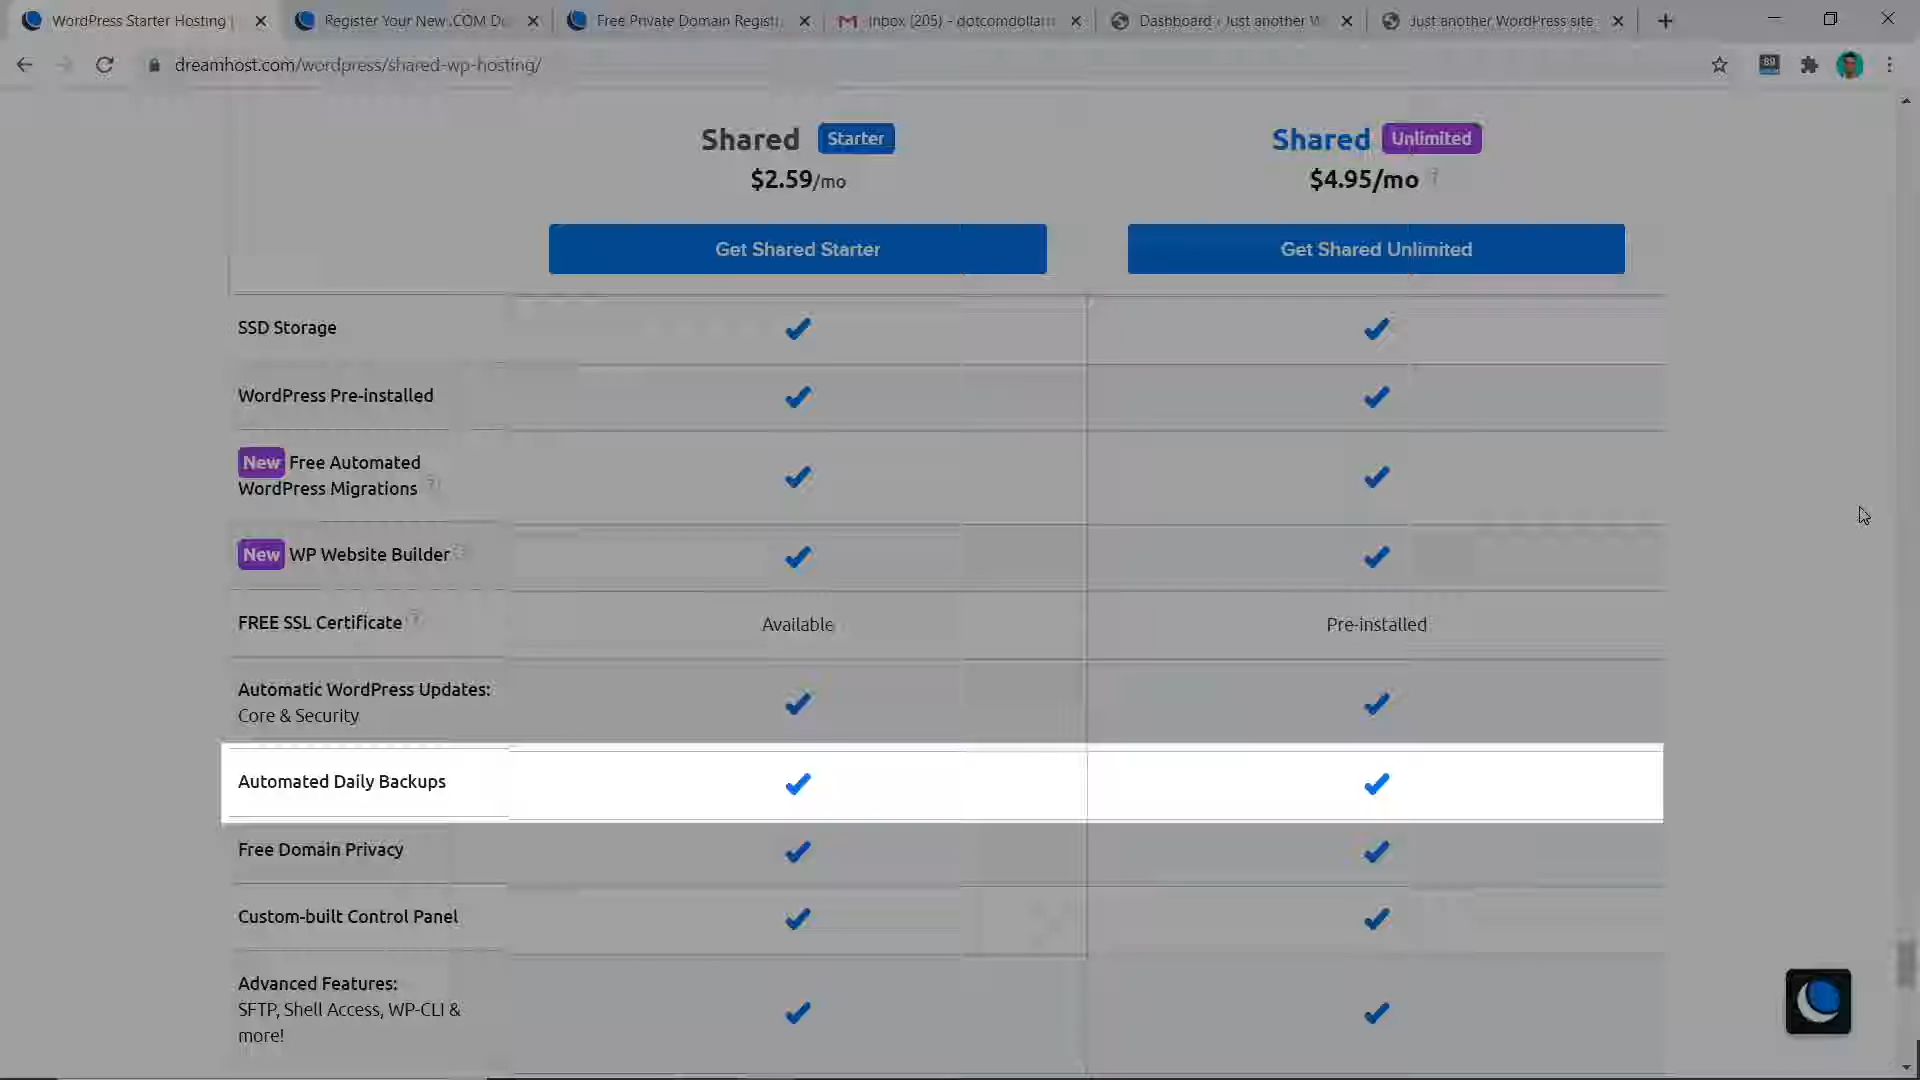 WordPress Starter Hosting |
Register Your New .COM Do
Free Private Domain Registr
Inbox (205) - dotcomdollar
Dashboard ‹ Just another W
Just another WordPress site
dreamhost.com/wordpress/shared-wp-hosting/
89
Shared Starter
$2.59/mo
Get Shared Starter
Shared Unlimited
$4.95/mo ?
Get Shared Unlimited
SSD Storage
WordPress Pre-installed
New Free Automated
WordPress Migrations ?
New WP Website Builder
FREE SSL Certificate ?
Available
Pre-installed
Automatic WordPress Updates:
Core & Security
Automated Daily Backups
Free Domain Privacy
Custom-built Control Panel
Advanced Features:
SFTP, Shell Access, WP-CLI &
more!